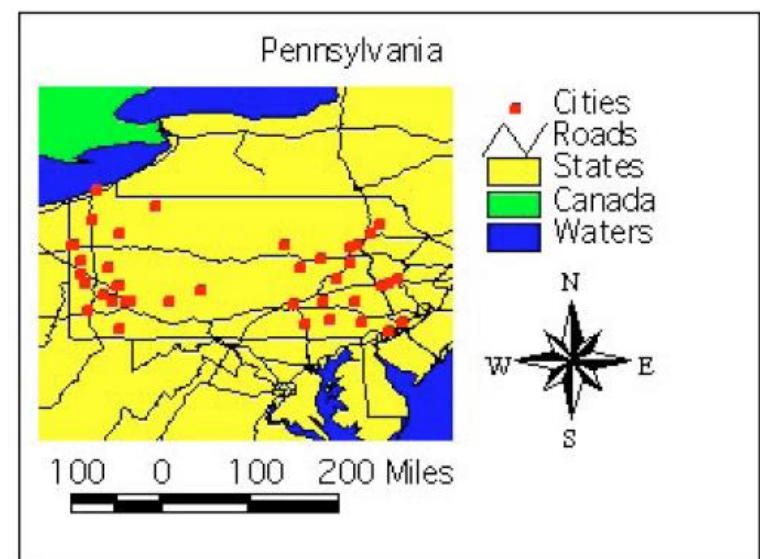 Pennsylvania
Cities
Roads
States
Canada
Waters
N
W E
S
100 0 100 200 Miles